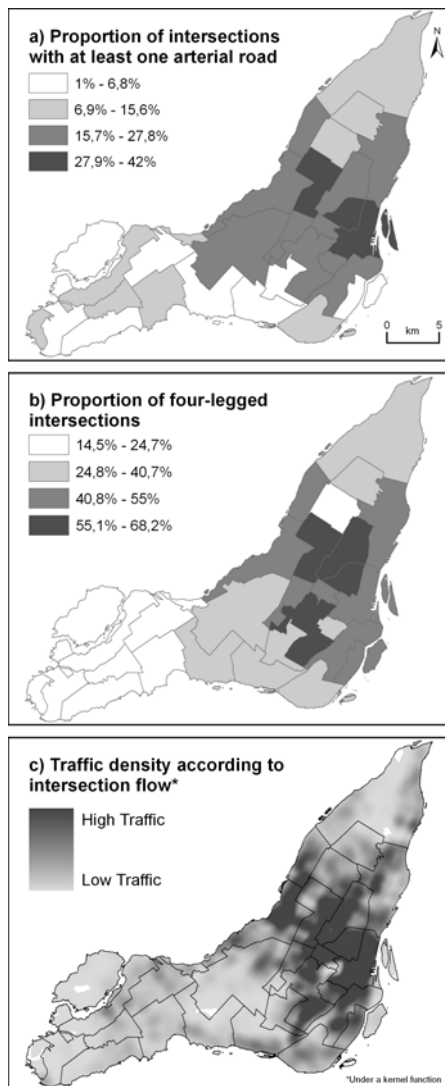 a) Proportion of intersections
with at least one arterial road
1% - 6,8%
6,9% - 15,6%
15,7% - 27,8%
27,9% - 42%
N
0 5
km
b) Proportion of four-legged
intersections
14,5% - 24,7%
24,8% - 40,7%
40,8% - 55%
55,1% - 68,2%
c) Traffic density according to
intersection flow*
High Traffic
Low Traffic
*Under a kernel function